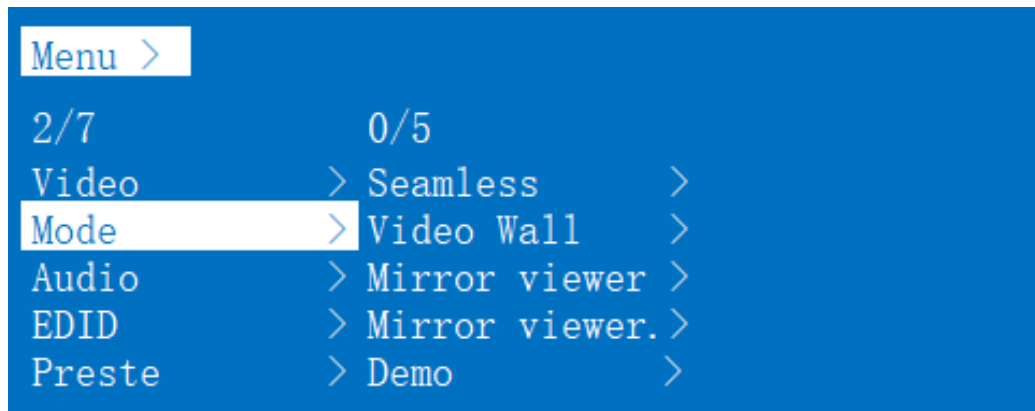 Menu >
2/7 0/5
Video > Seamless >
Mode > Video Wall >
Audio > Mirror viewer >
EDID > Mirror viewer. >
Preste > Demo >